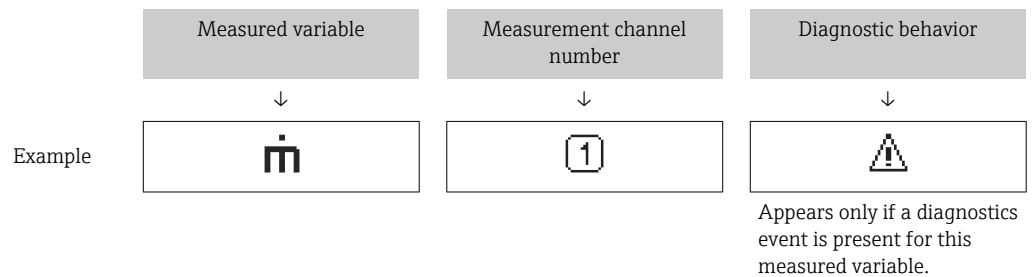 Measured variable
Measurement channel
number
Diagnostic behavior
↓ ↓ ↓
Example
ṁ
1
Appears only if a diagnostics
event is present for this
measured variable.